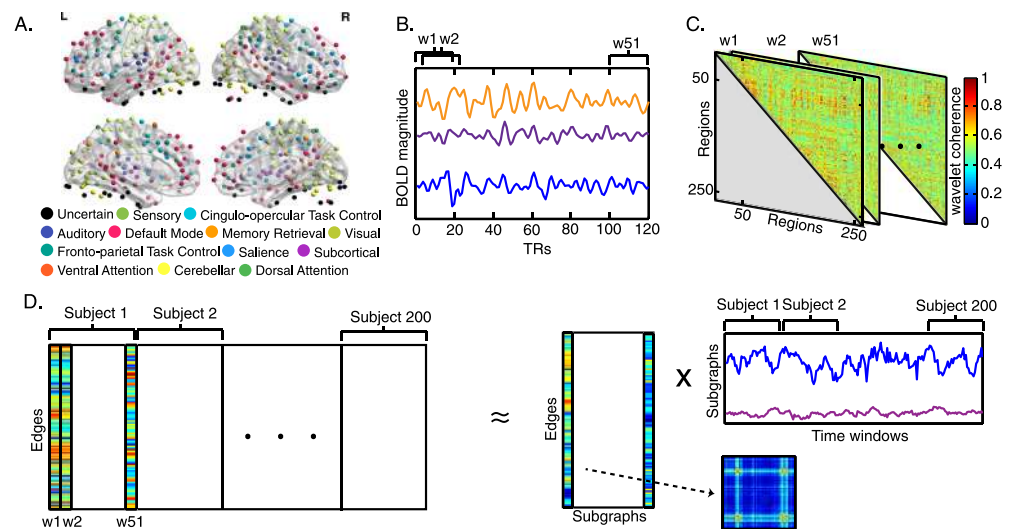 A.
L
R
Uncertain Sensory Cingulo-opercular Task Control
Auditory Default Mode Memory Retrieval Visual
Fronto-parietal Task Control Salience Subcortical
Ventral Attention Cerebellar Dorsal Attention
B.
w1 w2
w51
BOLD magnitude
0 20 40 60 80 100 120
TRs
C.
w1 w2 w51
50
250
Regions
50
250
Regions
1
0.8
0.6
0.4
0.2
0
wavelet coherence
D.
Subject 1 Subject 2 Subject 200
Edges
w1 w2 w51
. . .
≈
Edges
Subgraphs
X
Subject 1 Subject 2 Subject 200
Subgraphs
Time windows